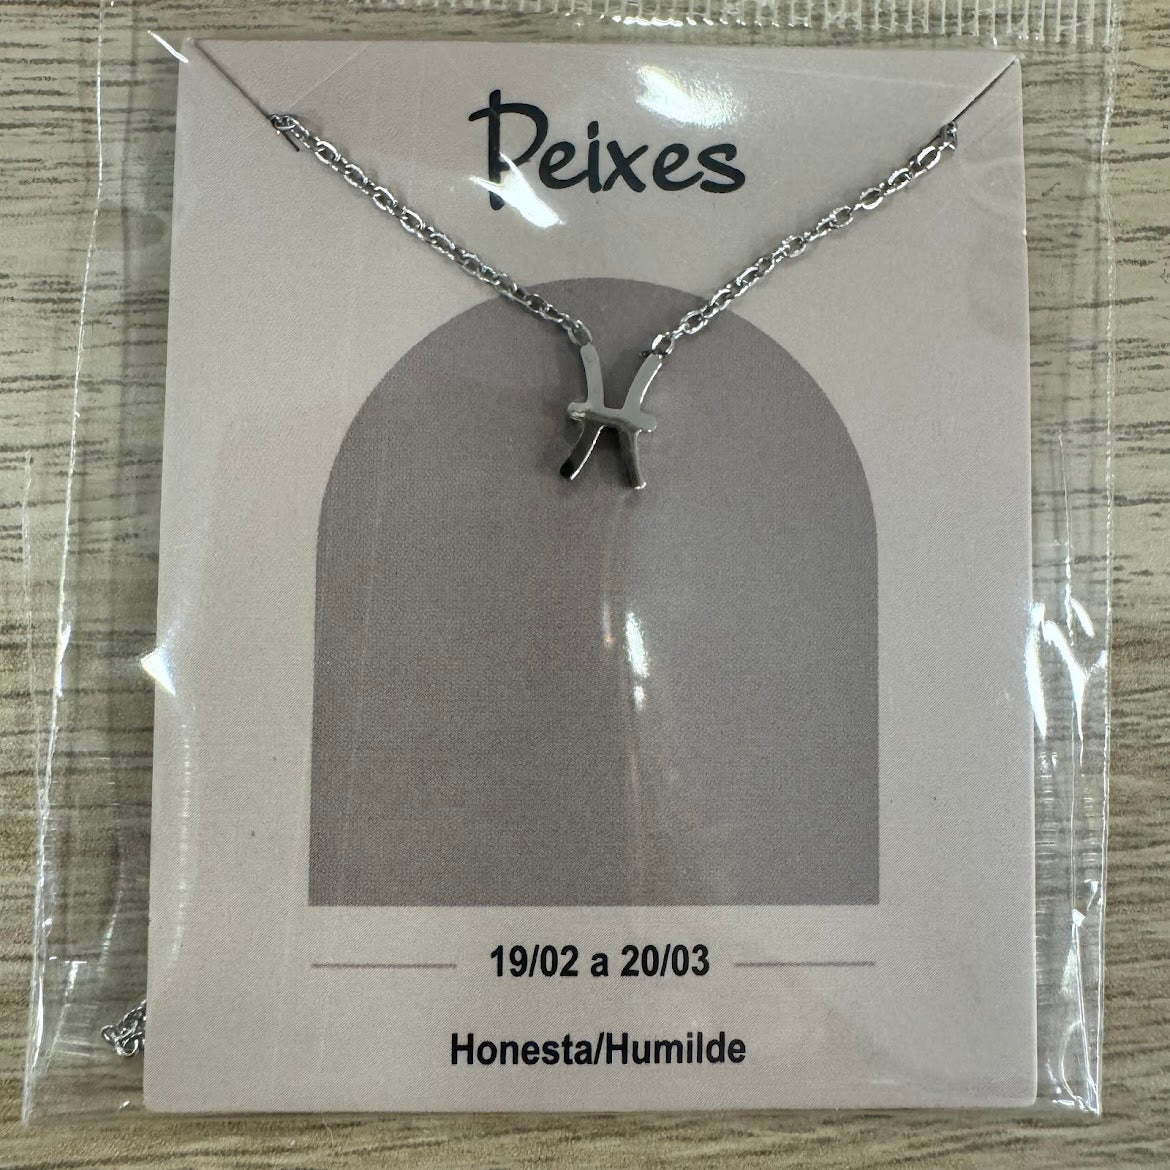 Peixes
19/02 a 20/03
Honesta/Humilde